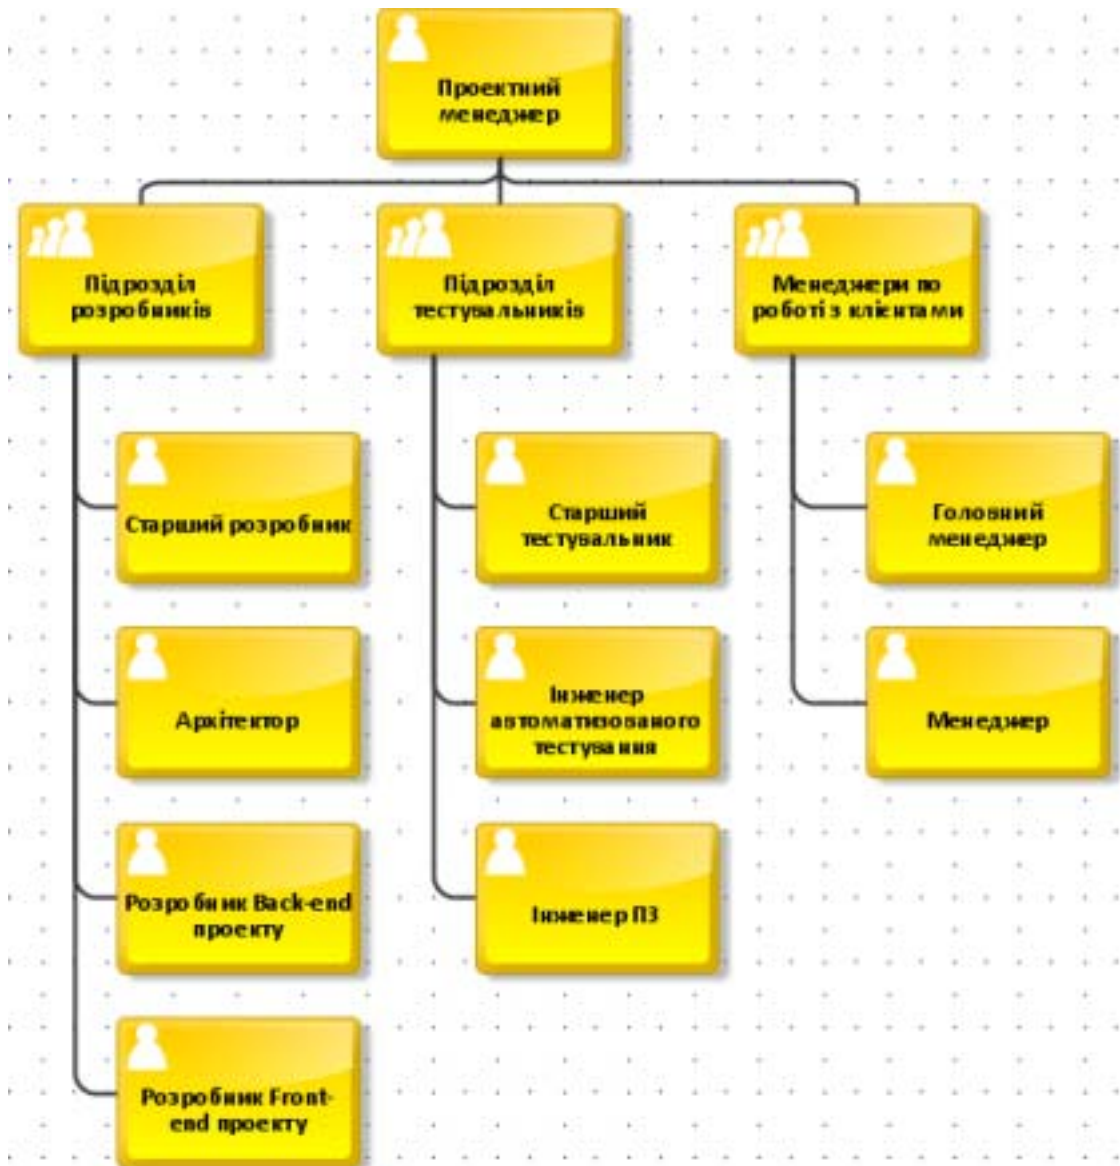 Проектний
менеджер
Підрозділ
розробників
Підрозділ
тестувальників
Менеджери по
роботі з клієнтами
Старший розробник
Архітектор
Розробник Back-end
проекту
Розробник Front-
end проекту
Старший
тестувальник
Інженер
автоматизованого
тестування
Інженер ПЗ
Головний
менеджер
Менеджер